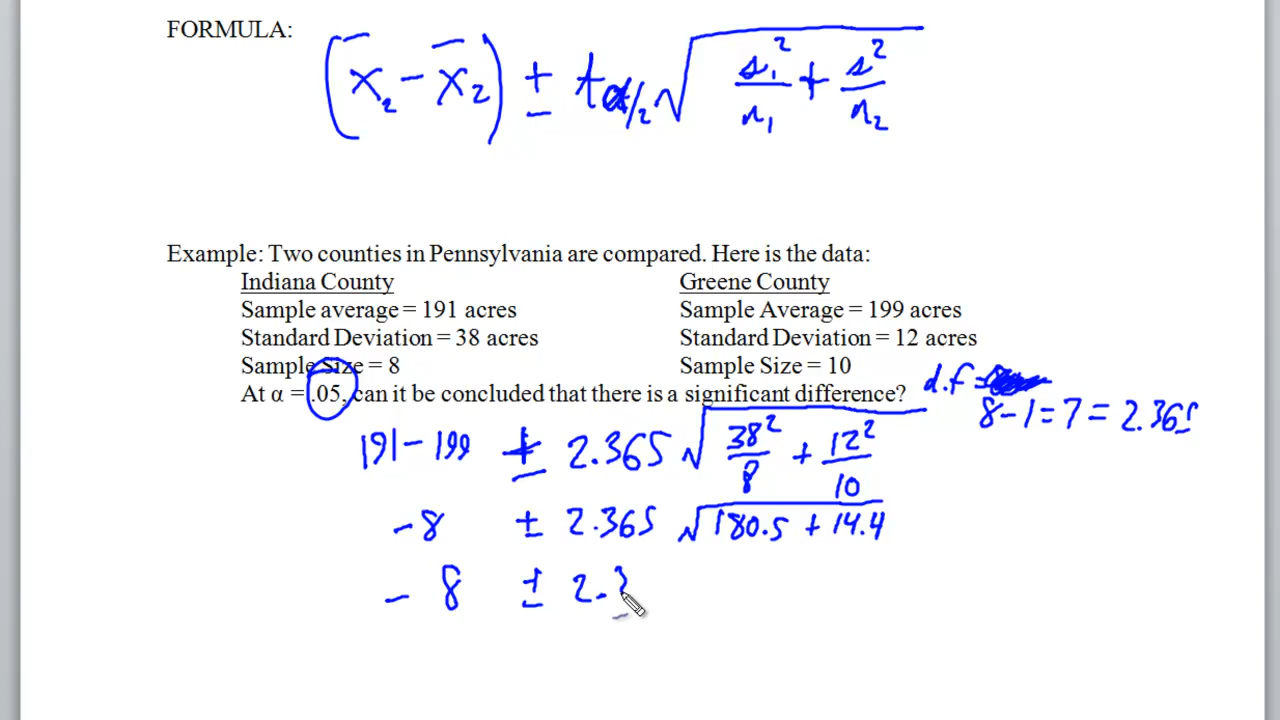 FORMULA:
(x̄₂ - x̄₂) ± t α/2 √(s₁²/n₁ + s²/n₂)
Example: Two counties in Pennsylvania are compared. Here is the data:
Indiana County
Sample average = 191 acres
Standard Deviation = 38 acres
Sample Size = 8
Greene County
Sample Average = 199 acres
Standard Deviation = 12 acres
Sample Size = 10
At α = .05, can it be concluded that there is a significant difference?
d.f =
8 - 1 = 7 = 2.365
191 - 199 ± 2.365 √(38²/8 + 12²/10)
-8 ± 2.365 √(180.5 + 14.4)
- 8 ± 2.3